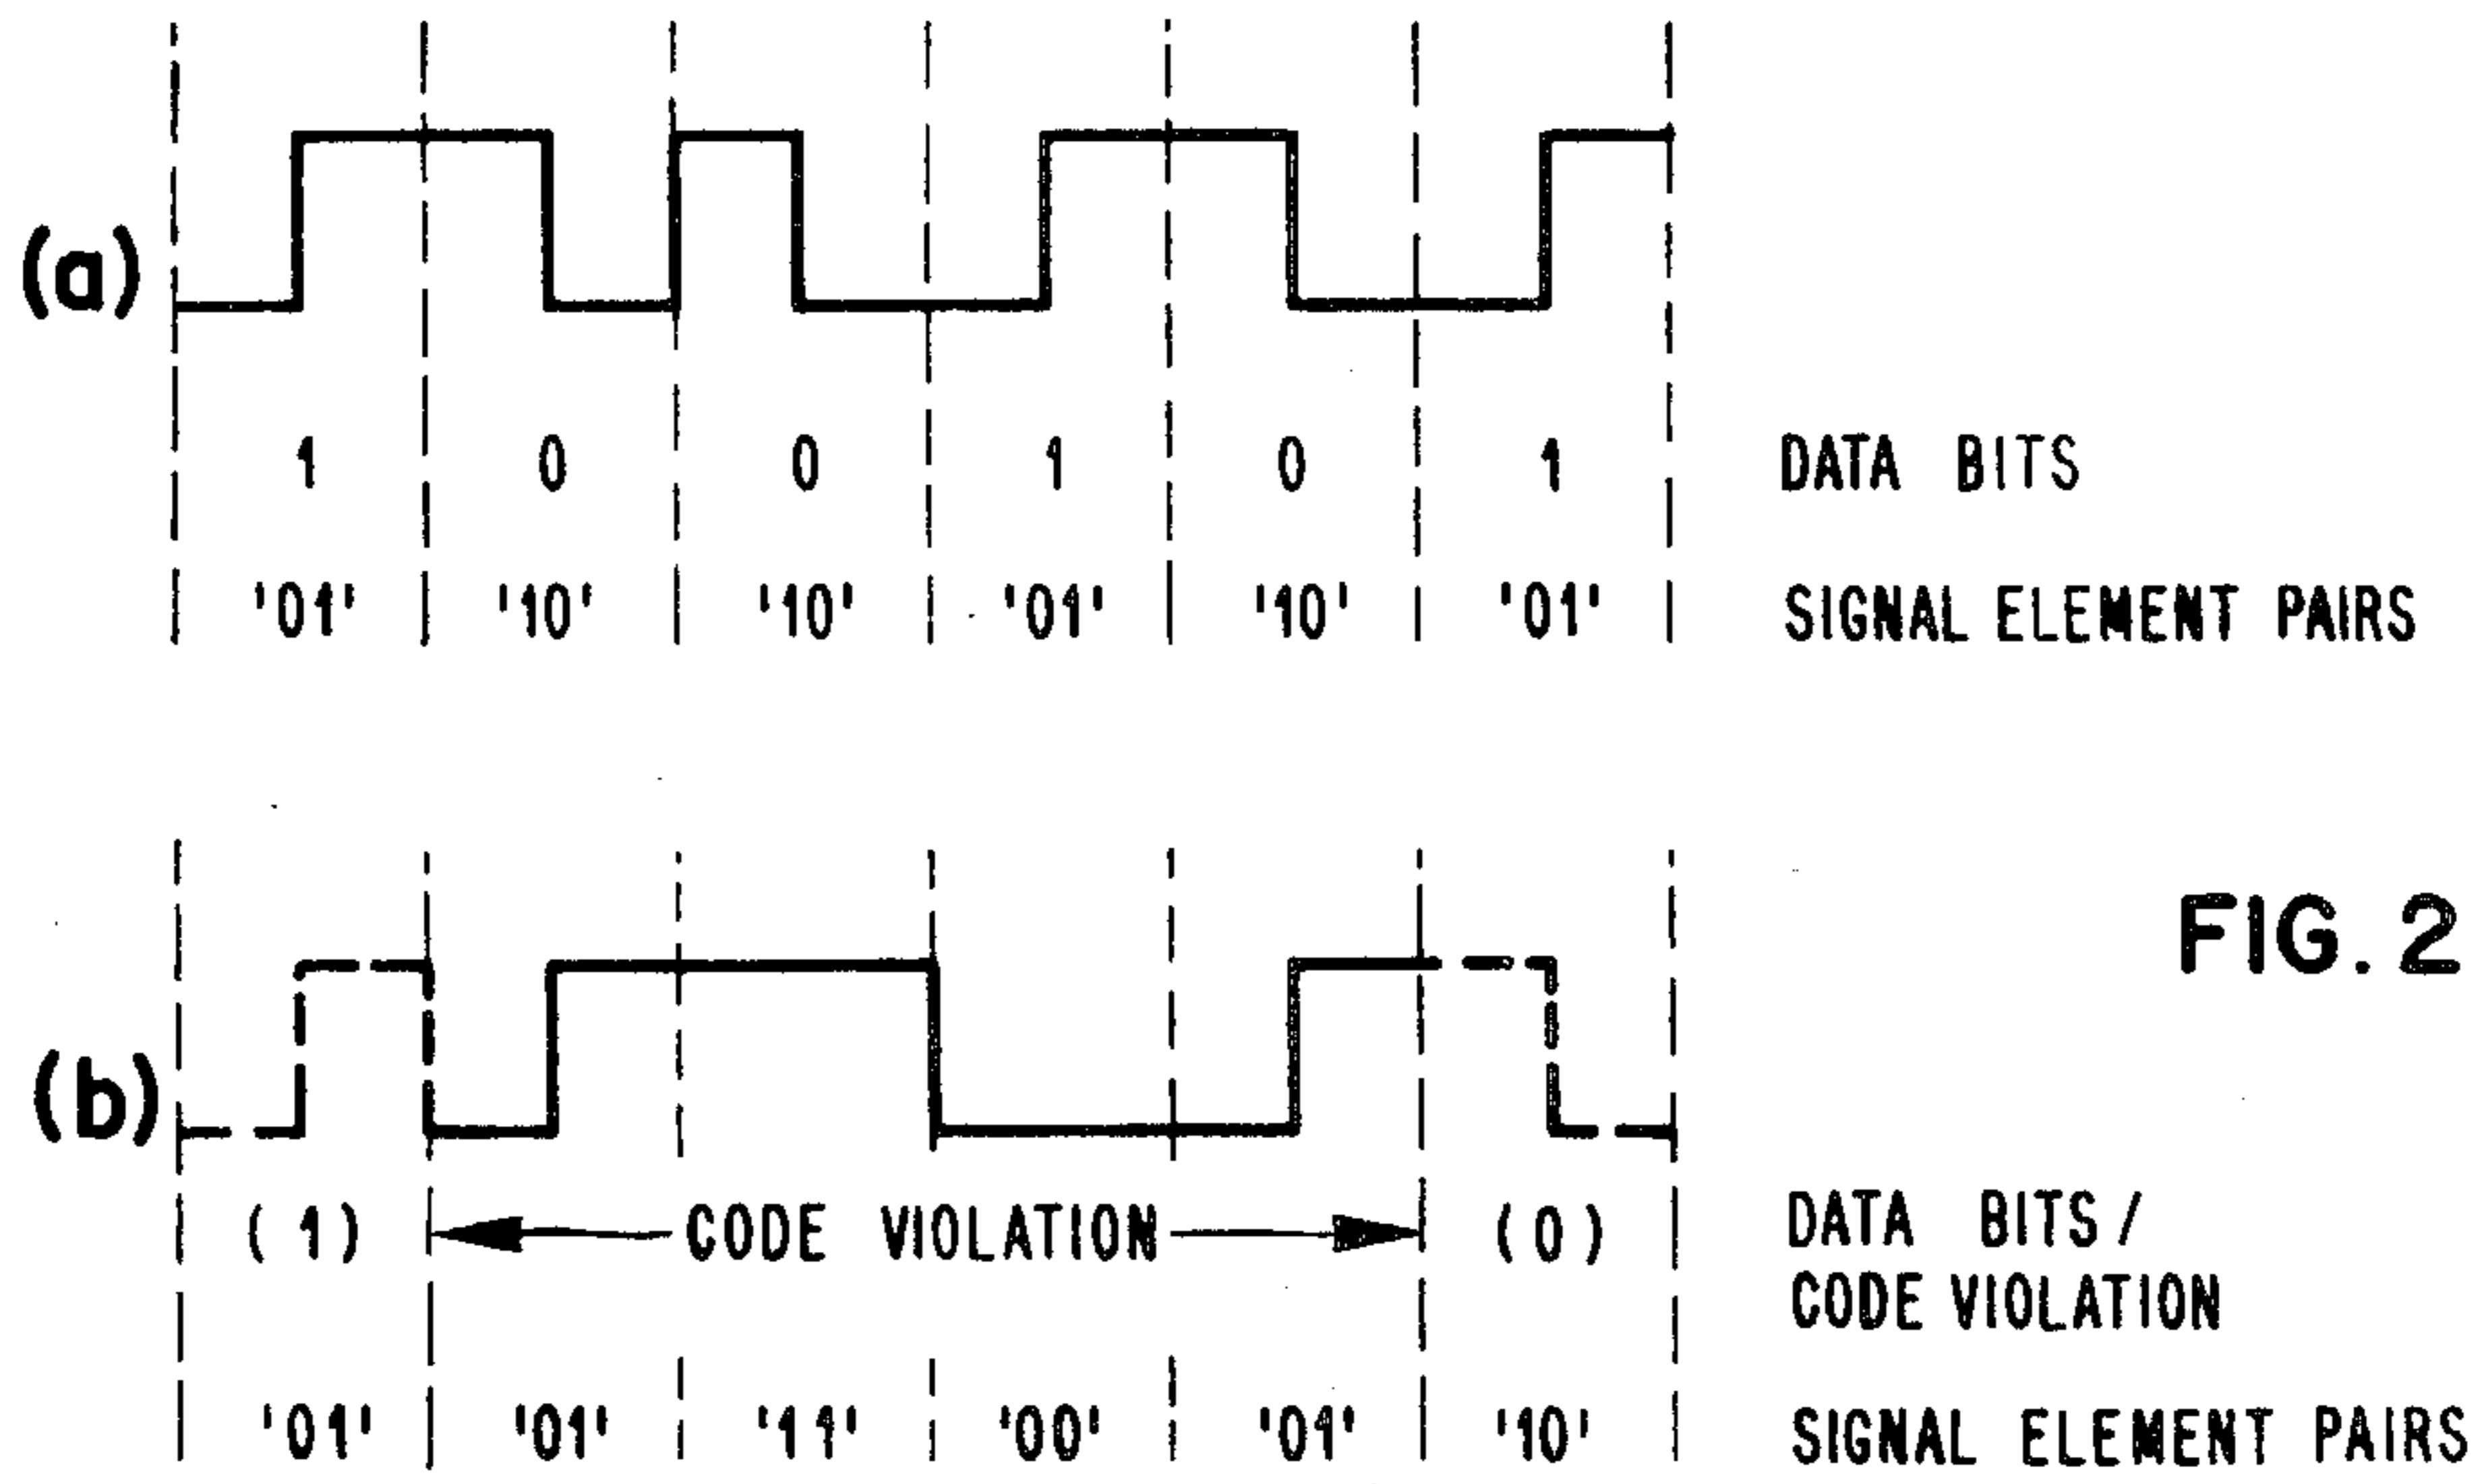 (a)
1 0 0 1 0 1 DATA BITS
'01' '10' '10' '01' '10' '01' SIGNAL ELEMENT PAIRS
FIG. 2
(b)
(1) CODE VIOLATION (0) DATA BITS/
CODE VIOLATION
'01' '01' '11' '00' '01' '10' SIGNAL ELEMENT PAIRS